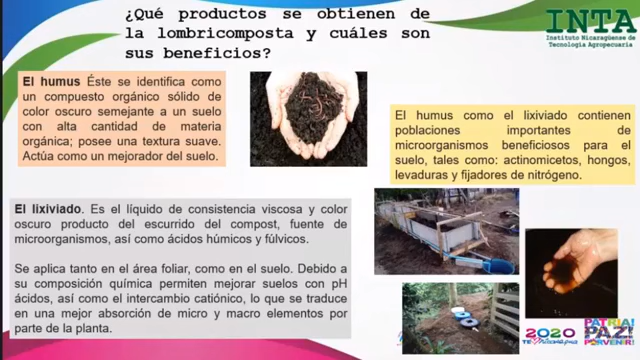 ¿Qué productos se obtienen de
la lombricomposta y cuáles son
sus beneficios?
INTA
Instituto Nicaragüense de
Tecnología Agropecuaria
El humus Éste se identifica como
un compuesto orgánico sólido de
color oscuro semejante a un suelo
con alta cantidad de materia
orgánica; posee una textura suave.
Actúa como un mejorador del suelo.
El humus como el lixiviado contienen
poblaciones importantes de
microorganismos beneficiosos para el
suelo, tales como: actinomicetos, hongos,
levaduras y fijadores de nitrógeno.
El lixiviado. Es el líquido de consistencia viscosa y color
oscuro producto del escurrido del compost, fuente de
microorganismos, así como ácidos húmicos y fúlvicos.
Se aplica tanto en el área foliar, como en el suelo. Debido a
su composición química permiten mejorar suelos con pH
ácidos, así como el intercambio catiónico, lo que se traduce
en una mejor absorción de micro y macro elementos por
parte de la planta.
2020
PATRIA!
PAZ!
PORVENIR!